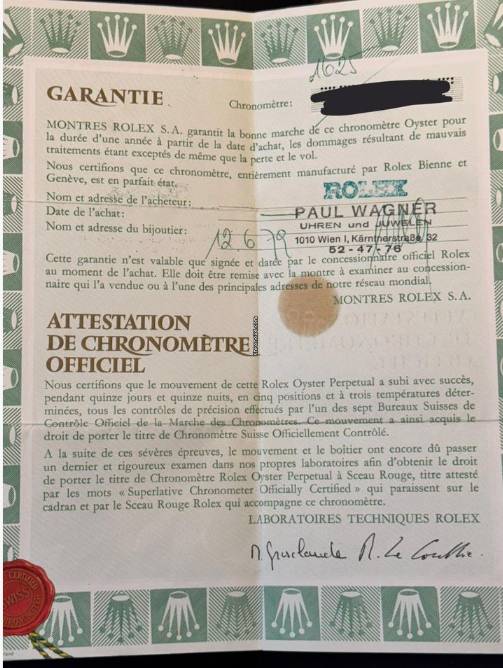 1625
GARANTIE
Chronomètre:
MONTRES ROLEX S.A. garantit la bonne marche de ce chronomètre Oyster pour
la durée d'une année à partir de la date d'achat, les dommages résultant de mauvais
traitements étant exceptés de même que la perte et le vol.
Nous certifions que ce chronomètre, entièrement manufacturé par Rolex Bienne et
Genève, est en parfait état.
ROLEX
Nom et adresse de l'acheteur:
PAUL WAGNER
Date de l'achat:
UHREN und JUWELEN
Nom et adresse du bijoutier:
12 6 79
1010 Wien I, Kärntnerstraße 32
52-47-76
Cette garantie n'est valable que signée et datée par le concessionnaire officiel Rolex
au moment de l'achat. Elle doit être remise avec la montre à examiner au concession-
naire qui l'a vendue ou à l'une des principales adresses de notre réseau mondial.
MONTRES ROLEX S.A.
ATTESTATION
DE CHRONOMÈTRE
OFFICIEL
Nous certifions que le mouvement de cette Rolex Oyster Perpetual a subi avec succès,
pendant quinze jours et quinze nuits, en cinq positions et à trois températures déter-
minées, tous les contrôles de précision effectués par l'un des sept Bureaux Suisses de
Contrôle Officiel de la Marche des Chronomètres. Ce mouvement a ainsi acquis le
droit de porter le titre de Chronomètre Suisse Officiellement Contrôlé.
A la suite de ces sévères épreuves, le mouvement et le boîtier ont encore dû passer
un dernier et rigoureux examen dans nos propres laboratoires afin d'obtenir le droit
de porter le titre de Chronomètre Rolex Oyster Perpetual à Sceau Rouge, titre attesté
par les mots « Superlative Chronometer Officially Certified » qui paraissent sur le
cadran et par le Sceau Rouge Rolex qui accompagne ce chronomètre.
LABORATOIRES TECHNIQUES ROLEX
SWISS